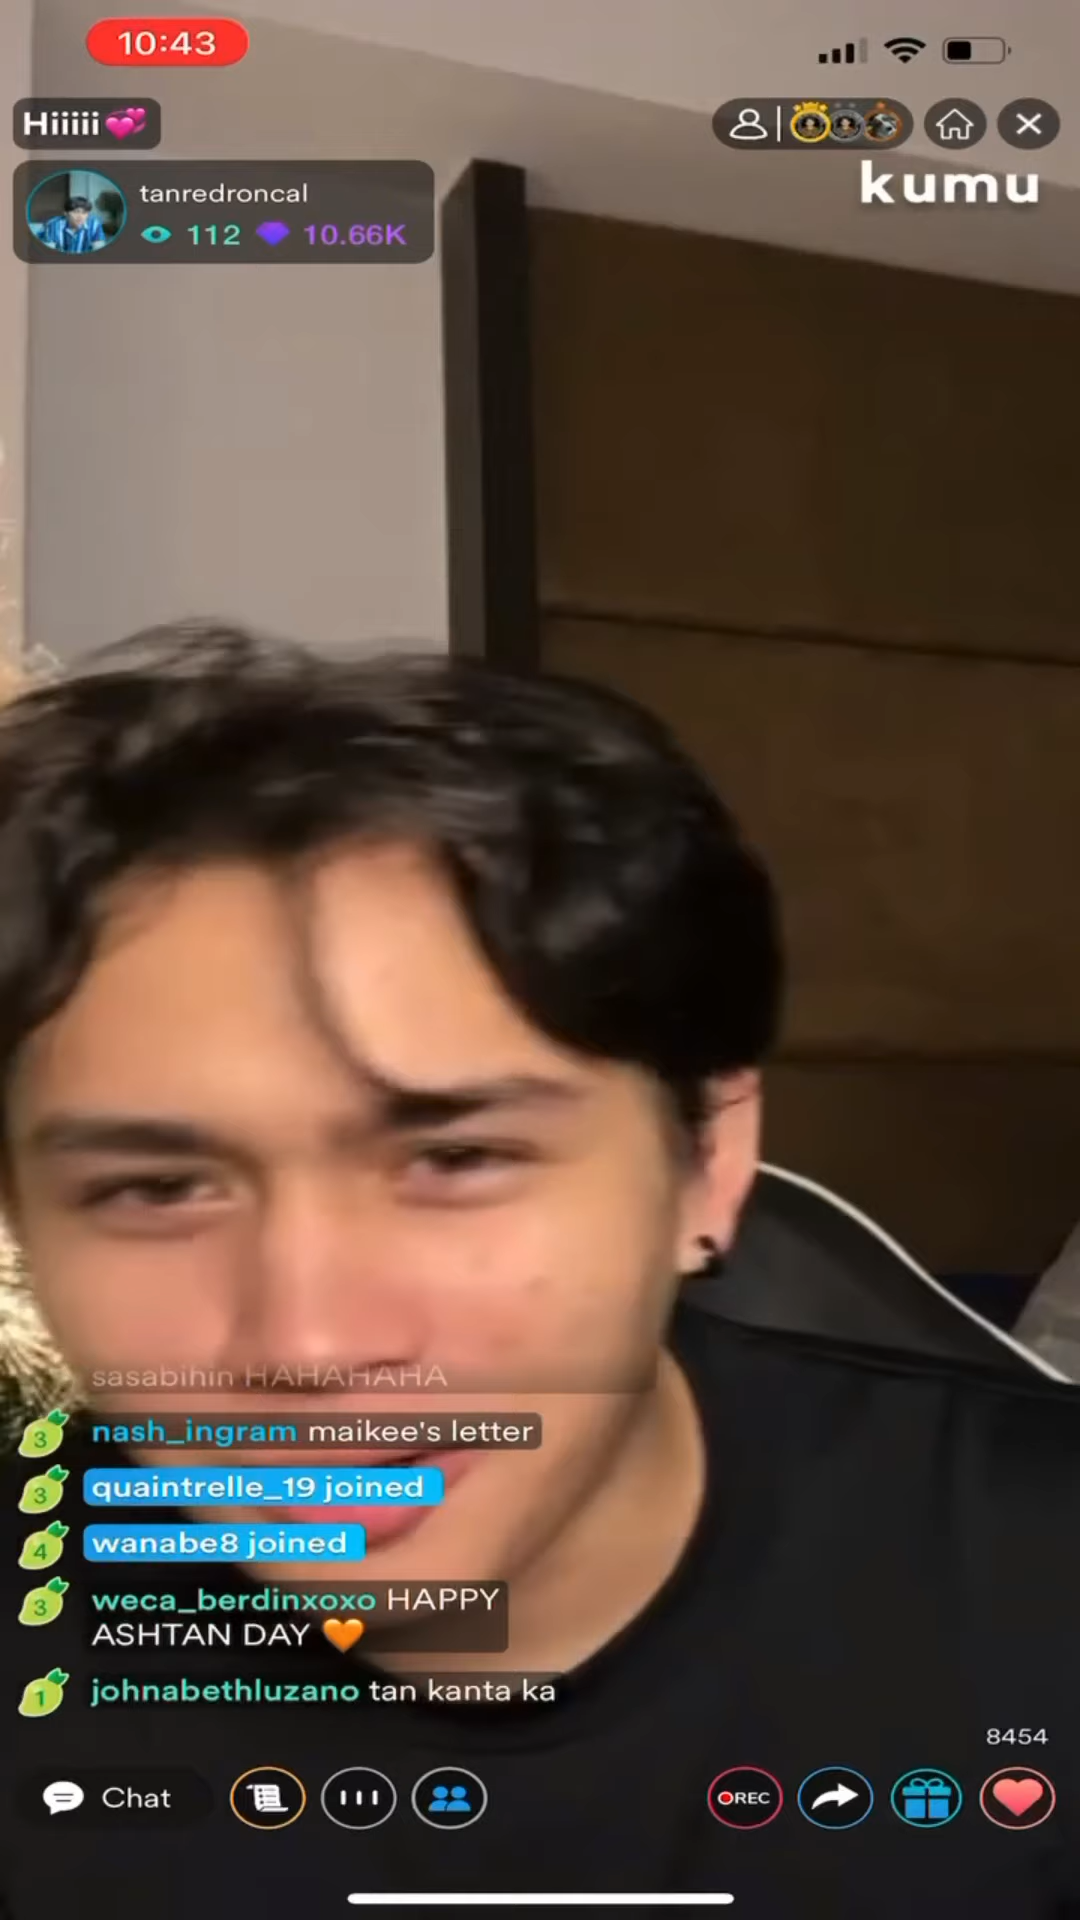 10:43
Hiiiii💞
kumu
tanredroncal
112 10.66K
sasabihin HAHAHAHA
3 nash_ingram maikee's letter
3 quaintrelle_19 joined
4 wanabe8 joined
3 weca_berdinxoxo HAPPY
ASHTAN DAY 🧡
1 johnabethluzano tan kanta ka
8454
Chat
REC